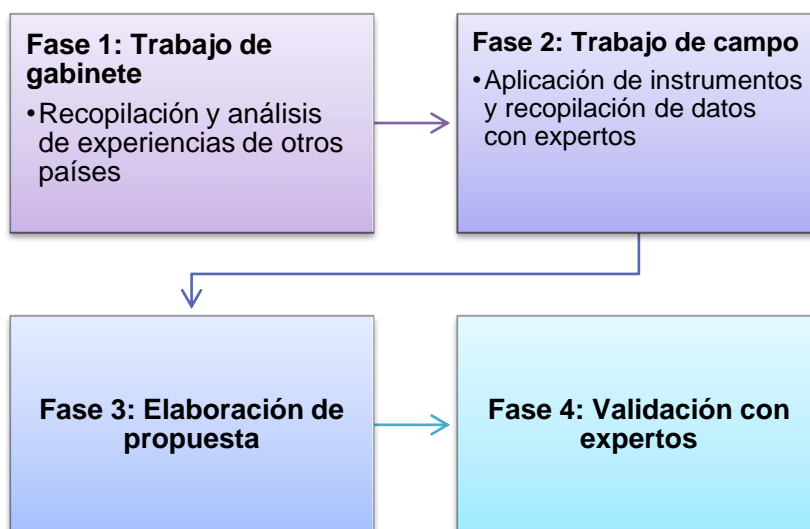 Fase 1: Trabajo de
gabinete
•Recopilación y análisis
de experiencias de otros
países
Fase 2: Trabajo de campo
•Aplicación de instrumentos
y recopilación de datos
con expertos
Fase 3: Elaboración de
propuesta
Fase 4: Validación con
expertos